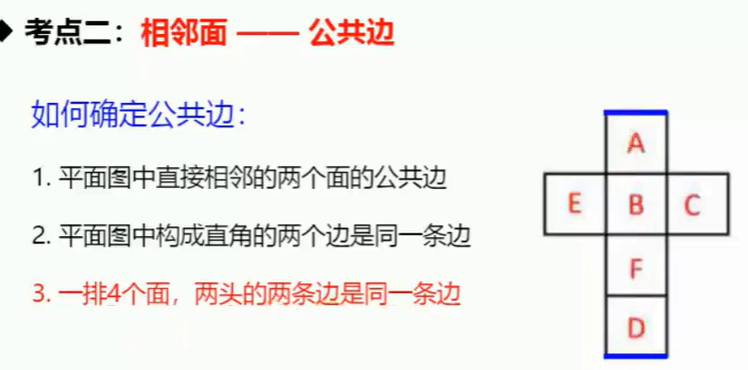 ◆ 考点二：相邻面 —— 公共边
如何确定公共边：
1. 平面图中直接相邻的两个面的公共边
2. 平面图中构成直角的两个边是同一条边
3. 一排4个面，两头的两条边是同一条边
A
E B C
F
D